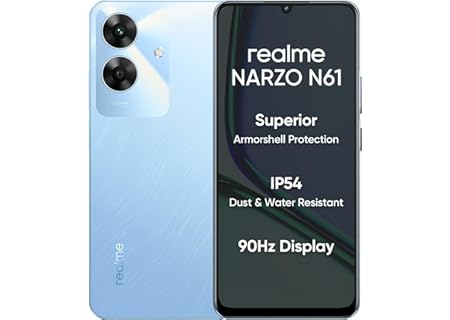 realme
NARZO N61
Superior
Armorshell Protection
IP54
Dust & Water Resistant
90Hz Display
realme